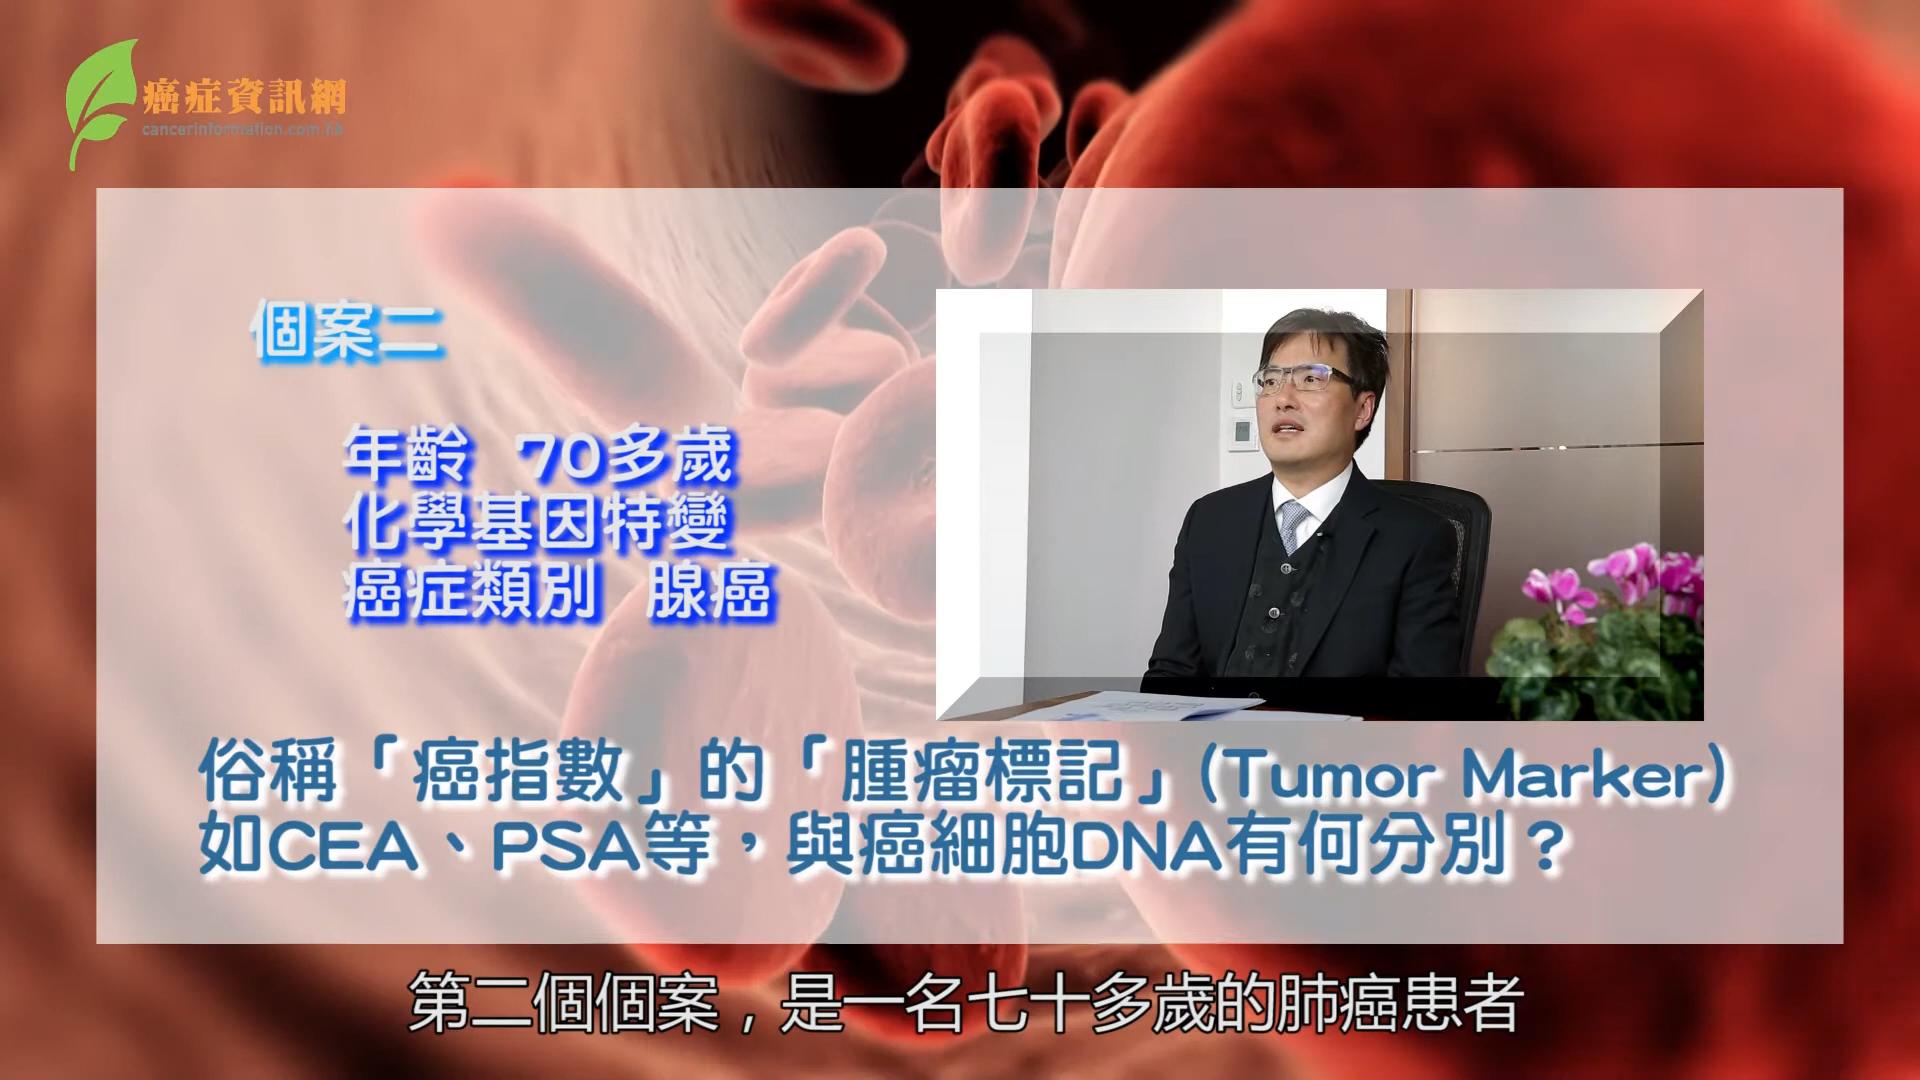 癌症資訊網
cancerinformation.com.hk
個案二
年齡 70多歲
化學基因特變
癌症類別 腺癌
俗稱「癌指數」的「腫瘤標記」(Tumor Marker)
如CEA、PSA等，與癌細胞DNA有何分別？
第二個個案，是一名七十多歲的肺癌患者